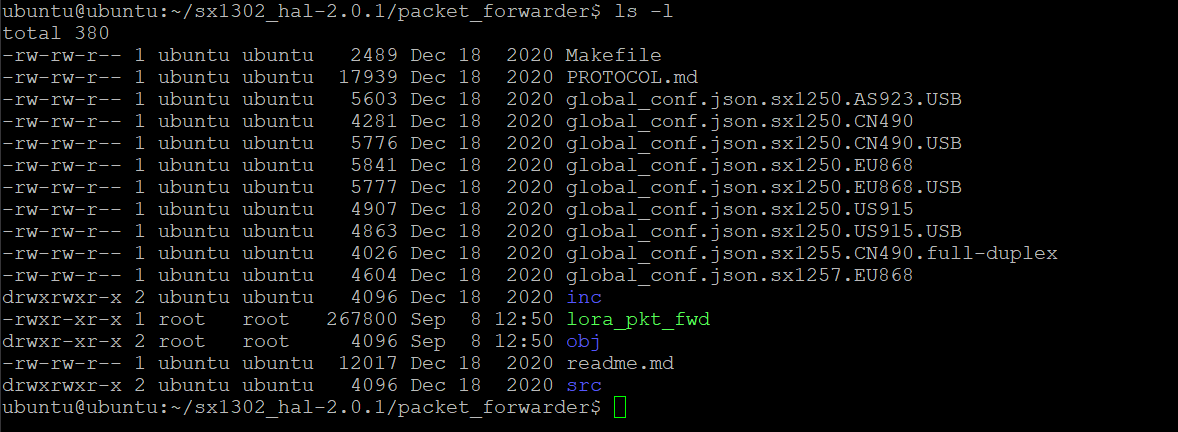 ubuntu@ubuntu:~/sx1302_hal-2.0.1/packet_forwarder$ ls -l
total 380
-rw-rw-r-- 1 ubuntu ubuntu   2489 Dec 18  2020 Makefile
-rw-rw-r-- 1 ubuntu ubuntu  17939 Dec 18  2020 PROTOCOL.md
-rw-rw-r-- 1 ubuntu ubuntu   5603 Dec 18  2020 global_conf.json.sx1250.AS923.USB
-rw-rw-r-- 1 ubuntu ubuntu   4281 Dec 18  2020 global_conf.json.sx1250.CN490
-rw-rw-r-- 1 ubuntu ubuntu   5776 Dec 18  2020 global_conf.json.sx1250.CN490.USB
-rw-rw-r-- 1 ubuntu ubuntu   5841 Dec 18  2020 global_conf.json.sx1250.EU868
-rw-rw-r-- 1 ubuntu ubuntu   5777 Dec 18  2020 global_conf.json.sx1250.EU868.USB
-rw-rw-r-- 1 ubuntu ubuntu   4907 Dec 18  2020 global_conf.json.sx1250.US915
-rw-rw-r-- 1 ubuntu ubuntu   4863 Dec 18  2020 global_conf.json.sx1250.US915.USB
-rw-rw-r-- 1 ubuntu ubuntu   4026 Dec 18  2020 global_conf.json.sx1255.CN490.full-duplex
-rw-rw-r-- 1 ubuntu ubuntu   4604 Dec 18  2020 global_conf.json.sx1257.EU868
drwxrwxr-x 2 ubuntu ubuntu   4096 Dec 18  2020 inc
-rwxr-xr-x 1 root   root   267800 Sep  8 12:50 lora_pkt_fwd
drwxr-xr-x 2 root   root     4096 Sep  8 12:50 obj
-rw-rw-r-- 1 ubuntu ubuntu  12017 Dec 18  2020 readme.md
drwxrwxr-x 2 ubuntu ubuntu   4096 Dec 18  2020 src
ubuntu@ubuntu:~/sx1302_hal-2.0.1/packet_forwarder$